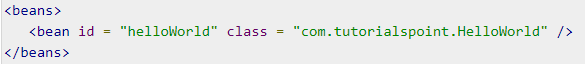 <beans>
   <bean id = "helloWorld" class = "com.tutorialspoint.HelloWorld" />
</beans>